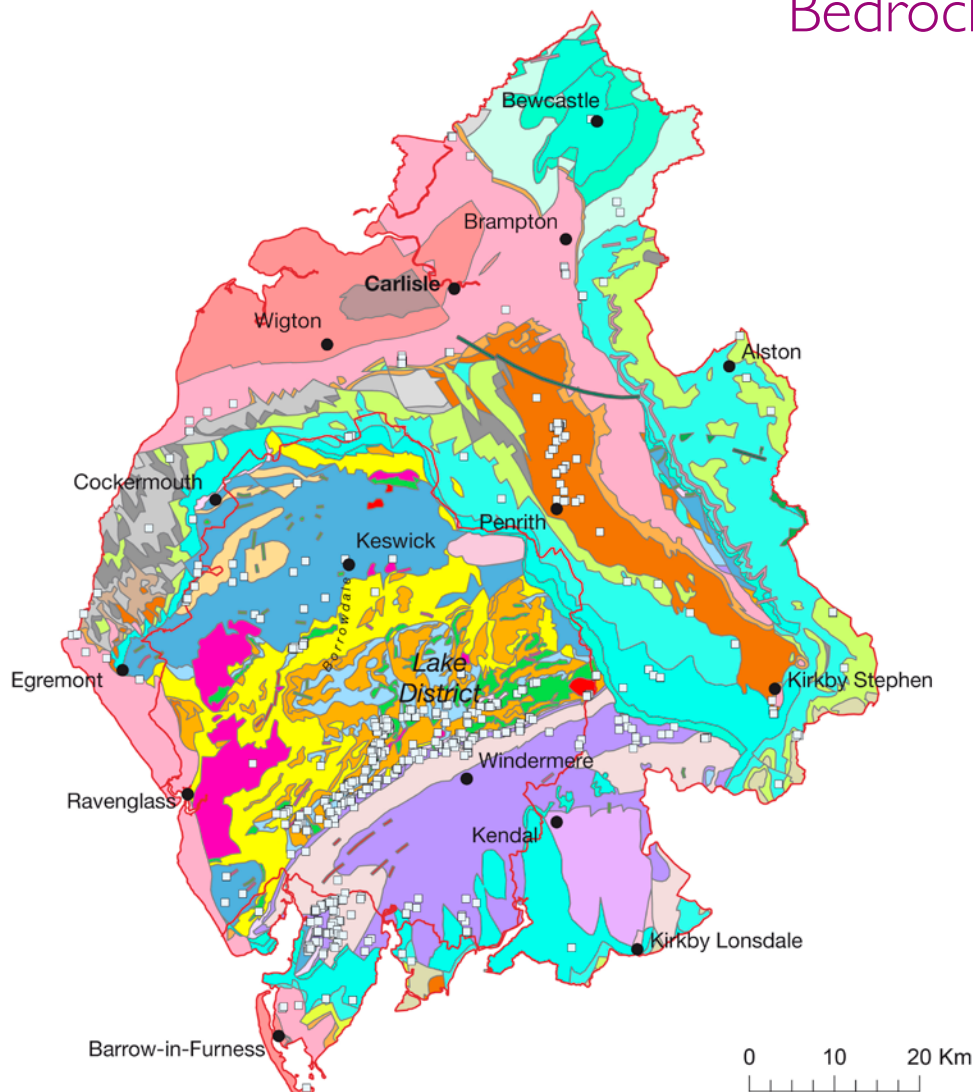 Bedroc
Bewcastle
Brampton
Carlisle
Wigton
Alston
Cockermouth
Penrith
Keswick
Borrowdale
Lake
District
Egremont
Kirkby Stephen
Windermere
Ravenglass
Kendal
Kirkby Lonsdale
Barrow-in-Furness
0 10 20 Km